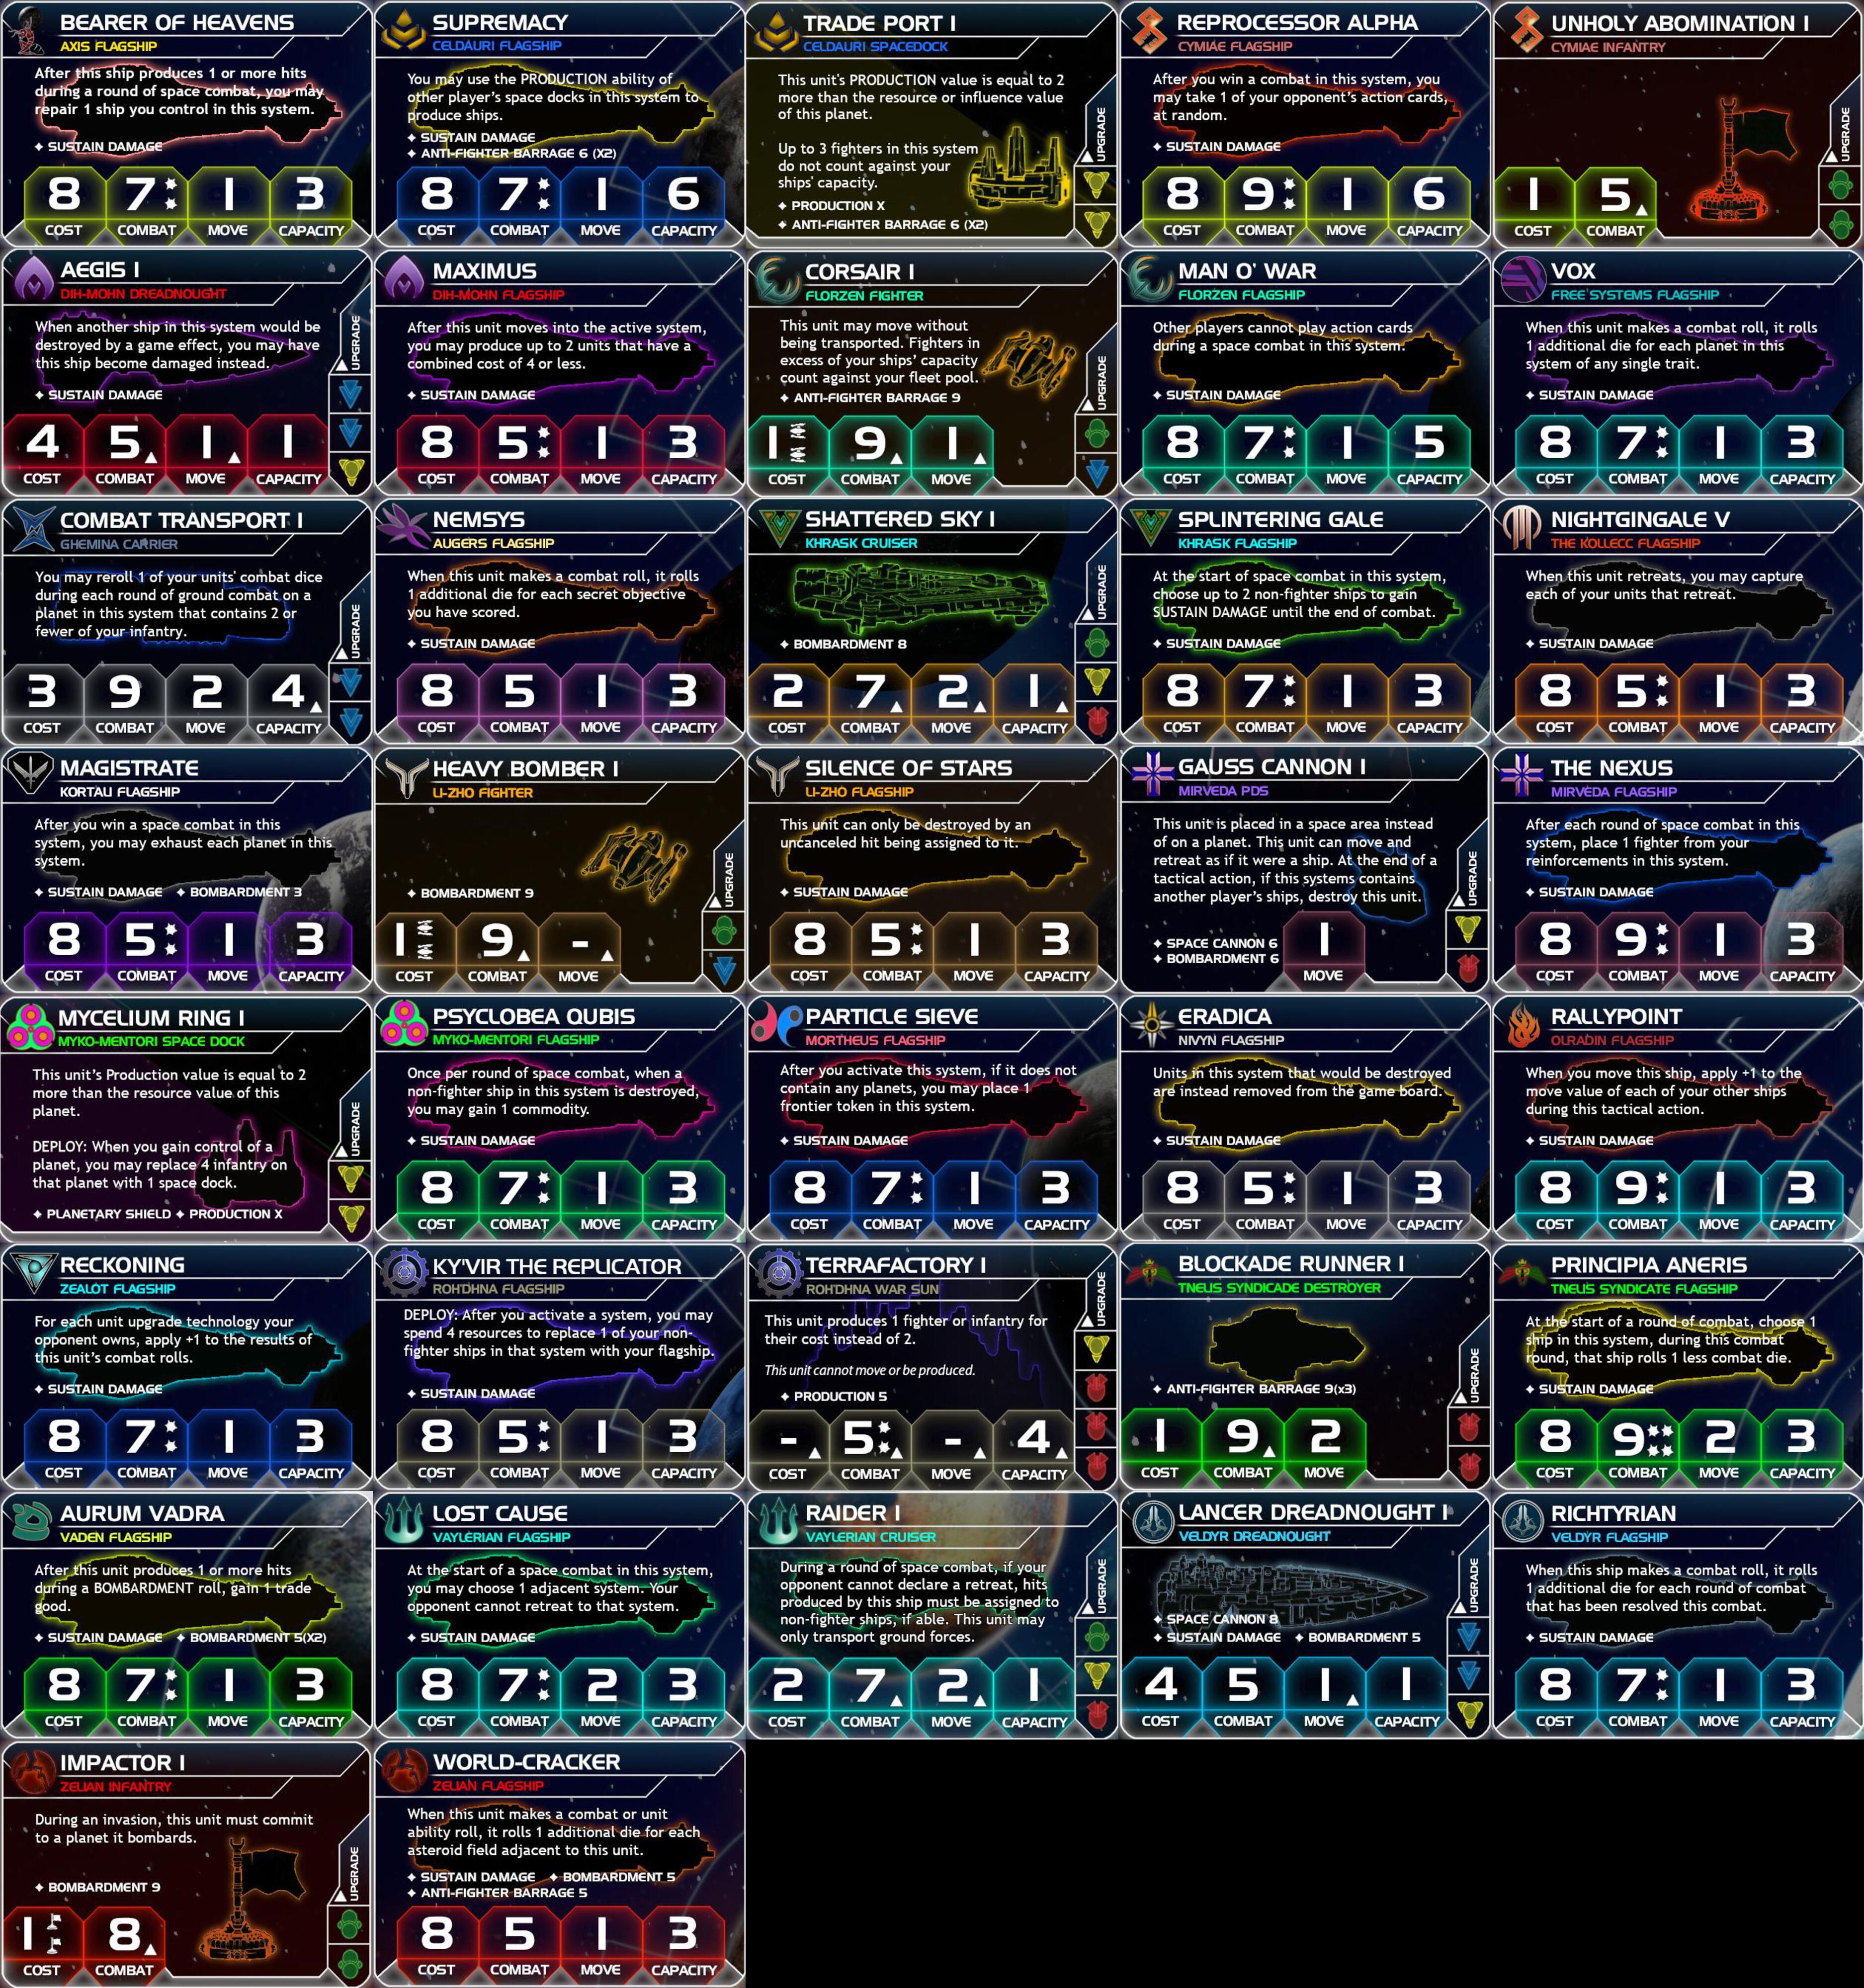 BEARER OF HEAVENS
AXIS FLAGSHIP
After this ship produces 1 or more hits
during a round of space combat, you may
repair 1 ship you control in this system.
SUSTAIN DAMAGE
8 7 1 3
COST COMBAT MOVE CAPACITY
SUPREMACY
CELDAURI FLAGSHIP
You may use the PRODUCTION ability of
other player's space docks in this system to
produce ships.
SUSTAIN DAMAGE
ANTI-FIGHTER BARRAGE 6 (X2)
8 7 1 6
COST COMBAT MOVE CAPACITY
TRADE PORT I
CELDAURI SPACEDOCK
This unit's PRODUCTION value is equal to 2
more than the resource or influence value
of this planet.
Up to 3 fighters in this system
do not count against your
ships' capacity.
PRODUCTION X
ANTI-FIGHTER BARRAGE 6 (X2)
UPGRADE
REPROCESSOR ALPHA
CYMIAE FLAGSHIP
After you win a combat in this system, you
may take 1 of your opponent's action cards,
at random.
SUSTAIN DAMAGE
8 9 1 6
COST COMBAT MOVE CAPACITY
UNHOLY ABOMINATION I
CYMIAE INFANTRY
UPGRADE
1 5
COST COMBAT
AEGIS I
DIH-MOHN DREADNOUGHT
When another ship in this system would be
destroyed by a game effect, you may have
this ship become damaged instead.
SUSTAIN DAMAGE
UPGRADE
4 5 1 1
COST COMBAT MOVE CAPACITY
MAXIMUS
DIH-MOHN FLAGSHIP
After this unit moves into the active system,
you may produce up to 2 units that have a
combined cost of 4 or less.
SUSTAIN DAMAGE
8 5 1 3
COST COMBAT MOVE CAPACITY
CORSAIR I
FLORZEN FIGHTER
This unit may move without
being transported. Fighters in
excess of your ships' capacity
count against your fleet pool.
ANTI-FIGHTER BARRAGE 9
UPGRADE
1 9 1
COST COMBAT MOVE
MAN O' WAR
FLORZEN FLAGSHIP
Other players cannot play action cards
during a space combat in this system.
SUSTAIN DAMAGE
8 7 1 5
COST COMBAT MOVE CAPACITY
VOX
FREE SYSTEMS FLAGSHIP
When this unit makes a combat roll, it rolls
1 additional die for each planet in this
system of any single trait.
SUSTAIN DAMAGE
8 7 1 3
COST COMBAT MOVE CAPACITY
COMBAT TRANSPORT I
GHEMINA CARRIER
You may reroll 1 of your units' combat dice
during each round of ground combat on a
planet in this system that contains 2 or
fewer of your infantry.
UPGRADE
3 9 2 4
COST COMBAT MOVE CAPACITY
NEMSYS
AUGERS FLAGSHIP
When this unit makes a combat roll, it rolls
1 additional die for each secret objective
you have scored.
SUSTAIN DAMAGE
8 5 1 3
COST COMBAT MOVE CAPACITY
SHATTERED SKY I
KHRASK CRUISER
BOMBARDMENT 8
UPGRADE
2 7 2 1
COST COMBAT MOVE CAPACITY
SPLINTERING GALE
KHRASK FLAGSHIP
At the start of space combat in this system,
choose up to 2 non-fighter ships to gain
SUSTAIN DAMAGE until the end of combat.
SUSTAIN DAMAGE
8 7 1 3
COST COMBAT MOVE CAPACITY
NIGHTGINGALE V
THE KOLLECC FLAGSHIP
When this unit retreats, you may capture
each of your units that retreat.
SUSTAIN DAMAGE
8 5 1 3
COST COMBAT MOVE CAPACITY
MAGISTRATE
KORTALI FLAGSHIP
After you win a space combat in this
system, you may exhaust each planet in this
system.
SUSTAIN DAMAGE BOMBARDMENT 3
8 5 1 3
COST COMBAT MOVE CAPACITY
HEAVY BOMBER I
LI-ZHO FIGHTER
BOMBARDMENT 9
UPGRADE
1 9 -
COST COMBAT MOVE
SILENCE OF STARS
LI-ZHO FLAGSHIP
This unit can only be destroyed by an
uncanceled hit being assigned to it.
SUSTAIN DAMAGE
8 5 1 3
COST COMBAT MOVE CAPACITY
GAUSS CANNON I
MIRVEDA PDS
This unit is placed in a space area instead
of on a planet. This unit can move and
retreat as if it were a ship. At the end of a
tactical action, if this systems contains
another player's ships, destroy this unit.
SPACE CANNON 6
BOMBARDMENT 6
UPGRADE
1
MOVE
THE NEXUS
MIRVEDA FLAGSHIP
After each round of space combat in this
system, place 1 fighter from your
reinforcements in this system.
SUSTAIN DAMAGE
8 9 1 3
COST COMBAT MOVE CAPACITY
MYCELIUM RING I
MYKO-MENTORI SPACE DOCK
This unit's Production value is equal to 2
more than the resource value of this
planet.
DEPLOY: When you gain control of a
planet, you may replace 4 infantry on
that planet with 1 space dock.
PLANETARY SHIELD PRODUCTION X
UPGRADE
PSYCLOBEA QUBIS
MYKO-MENTORI FLAGSHIP
Once per round of space combat, when a
non-fighter ship in this system is destroyed,
you may gain 1 commodity.
SUSTAIN DAMAGE
8 7 1 3
COST COMBAT MOVE CAPACITY
PARTICLE SIEVE
MORTHEUS FLAGSHIP
After you activate this system, if it does not
contain any planets, you may place 1
frontier token in this system.
SUSTAIN DAMAGE
8 7 1 3
COST COMBAT MOVE CAPACITY
ERADICA
NIVYN FLAGSHIP
Units in this system that would be destroyed
are instead removed from the game board.
SUSTAIN DAMAGE
8 5 1 3
COST COMBAT MOVE CAPACITY
RALLYPOINT
OLRADIN FLAGSHIP
When you move this ship, apply +1 to the
move value of each of your other ships
during this tactical action.
SUSTAIN DAMAGE
8 9 1 3
COST COMBAT MOVE CAPACITY
RECKONING
ZEALOT FLAGSHIP
For each unit upgrade technology your
opponent owns, apply +1 to the results of
this unit's combat rolls.
SUSTAIN DAMAGE
8 7 1 3
COST COMBAT MOVE CAPACITY
KY'VIR THE REPLICATOR
ROH'DHNA FLAGSHIP
DEPLOY: After you activate a system, you may
spend 4 resources to replace 1 of your non-
fighter ships in that system with your flagship.
SUSTAIN DAMAGE
8 5 1 3
COST COMBAT MOVE CAPACITY
TERRAFACTORY I
ROH'DHNA WAR SUN
This unit produces 1 fighter or infantry for
their cost instead of 2.
This unit cannot move or be produced.
PRODUCTION 5
UPGRADE
- 5 - 4
COST COMBAT MOVE CAPACITY
BLOCKADE RUNNER I
TNELIS SYNDICADE DESTROYER
ANTI-FIGHTER BARRAGE 9(x3)
UPGRADE
1 9 2
COST COMBAT MOVE
PRINCIPIA ANERIS
TNELIS SYNDICATE FLAGSHIP
At the start of a round of combat, choose 1
ship in this system, during this combat
round, that ship rolls 1 less combat die.
SUSTAIN DAMAGE
8 9 2 3
COST COMBAT MOVE CAPACITY
AURUM VADRA
VADEN FLAGSHIP
After this unit produces 1 or more hits
during a BOMBARDMENT roll, gain 1 trade
good.
SUSTAIN DAMAGE BOMBARDMENT 5(X2)
8 7 1 3
COST COMBAT MOVE CAPACITY
LOST CAUSE
VAYLERIAN FLAGSHIP
At the start of a space combat in this system,
you may choose 1 adjacent system. Your
opponent cannot retreat to that system.
SUSTAIN DAMAGE
8 7 2 3
COST COMBAT MOVE CAPACITY
RAIDER I
VAYLERIAN CRUISER
During a round of space combat, if your
opponent cannot declare a retreat, hits
produced by this ship must be assigned to
non-fighter ships, if able. This unit may
only transport ground forces.
UPGRADE
2 7 2 1
COST COMBAT MOVE CAPACITY
LANCER DREADNOUGHT I
VELDYR DREADNOUGHT
SPACE CANNON 8
SUSTAIN DAMAGE BOMBARDMENT 5
UPGRADE
4 5 1 1
COST COMBAT MOVE CAPACITY
RICHTYRIAN
VELDYR FLAGSHIP
When this ship makes a combat roll, it rolls
1 additional die for each round of combat
that has been resolved this combat.
SUSTAIN DAMAGE
8 7 1 3
COST COMBAT MOVE CAPACITY
IMPACTOR I
ZELIAN INFANTRY
During an invasion, this unit must commit
to a planet it bombards.
BOMBARDMENT 9
UPGRADE
1 8
COST COMBAT
WORLD-CRACKER
ZELIAN FLAGSHIP
When this unit makes a combat or unit
ability roll, it rolls 1 additional die for each
asteroid field adjacent to this unit.
SUSTAIN DAMAGE BOMBARDMENT 5
ANTI-FIGHTER BARRAGE 5
8 5 1 3
COST COMBAT MOVE CAPACITY